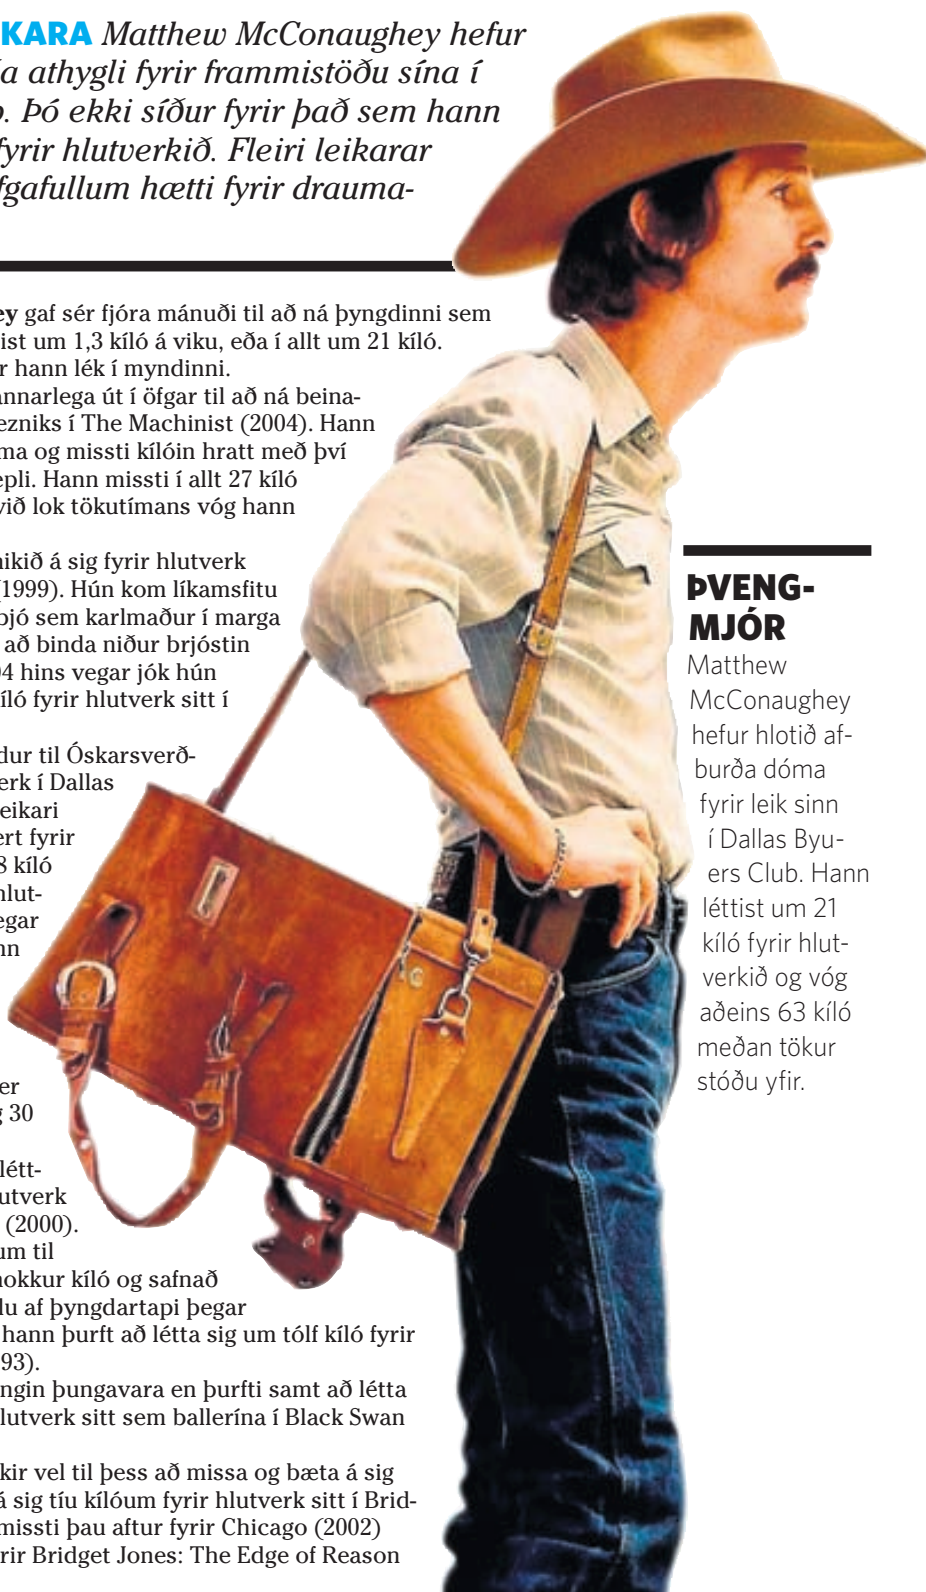 KARA Matthew McConaughey hefur
a athygli fyrir frammistöðu sína í
. Þó ekki síður fyrir það sem hann
fyrir hlutverkið. Fleiri leikarar
fgafullum hætti fyrir drauma-
ey gaf sér fjóra mánuði til að ná þyngdinni sem
ist um 1,3 kíló á viku, eða í allt um 21 kíló.
r hann lék í myndinni.
annarlega út í öfgar til að ná beina-
ezniks í The Machinist (2004). Hann
ma og missti kílóin hratt með því
epli. Hann missti í allt 27 kíló
við lok tökutímans vóg hann
mikið á sig fyrir hlutverk
(1999). Hún kom líkamsfitu
bjó sem karlmaður í marga
að binda niður brjóstin
04 hins vegar jók hún
íló fyrir hlutverk sitt í
dur til Óskarsverð-
erk í Dallas
eikari
ert fyrir
8 kíló
hlut-
egar
nn
er
g 30
létt-
utverk
(2000).
um til
nokkur kíló og safnað
lu af þyngdartapi þegar
hann þurft að létta sig um tólf kíló fyrir
93).
ngin þungavara en þurfti samt að létta
hlutverk sitt sem ballerína í Black Swan
kir vel til þess að missa og bæta á sig
á sig tíu kílóum fyrir hlutverk sitt í Brid-
missti þau aftur fyrir Chicago (2002)
rir Bridget Jones: The Edge of Reason
ÞVENG-
MJÓR
Matthew
McConaughey
hefur hlotið af-
burða dóma
fyrir leik sinn
í Dallas Byu-
ers Club. Hann
léttist um 21
kíló fyrir hlut-
verkið og vóg
aðeins 63 kíló
meðan tökur
stóðu yfir.